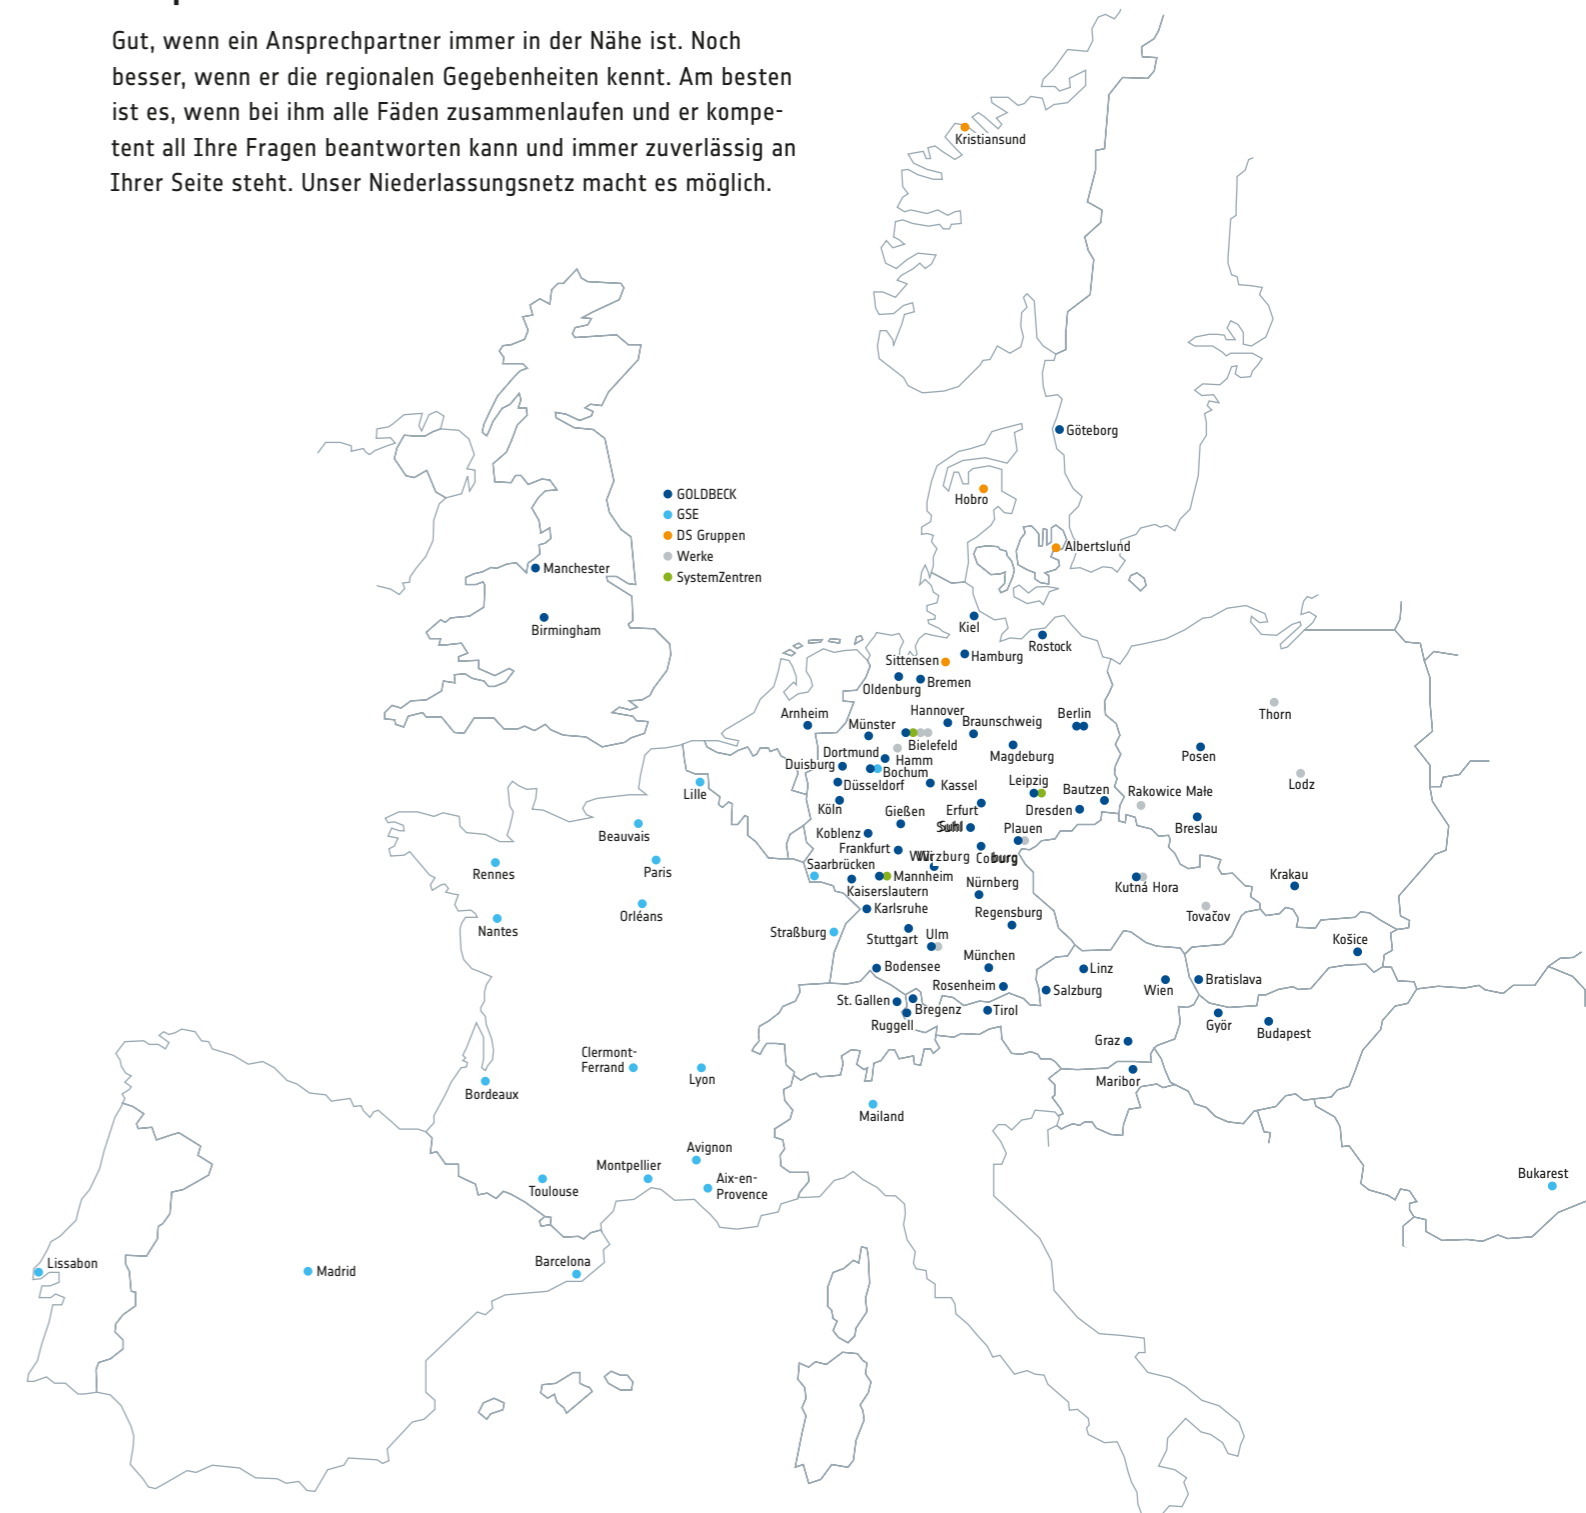 Gut, wenn ein Ansprechpartner immer in der Nähe ist. Noch
besser, wenn er die regionalen Gegebenheiten kennt. Am besten
ist es, wenn bei ihm alle Fäden zusammenlaufen und er kompe-
tent all Ihre Fragen beantworten kann und immer zuverlässig an
Ihrer Seite steht. Unser Niederlassungsnetz macht es möglich.
Kristiansund
Göteborg
Hobro
Albertslund
GOLDBECK
GSE
DS Gruppen
Werke
SystemZentren
Manchester
Birmingham
Kiel
Rostock
Sittensen
Hamburg
Oldenburg
Bremen
Arnheim
Münster
Hannover
Braunschweig
Berlin
Thorn
Bielefeld
Dortmund
Hamm
Magdeburg
Posen
Duisburg
Bochum
Düsseldorf
Kassel
Leipzig
Bautzen
Rakowice Małe
Lodz
Lille
Köln
Gießen
Erfurt
Dresden
Breslau
Beauvais
Koblenz
Suhl
Plauen
Frankfurt
Würzburg
Coburg
Rennes
Paris
Saarbrücken
Mannheim
Kaiserslautern
Nürnberg
Kutná Hora
Krakau
Orléans
Karlsruhe
Regensburg
Tovačov
Nantes
Straßburg
Stuttgart
Ulm
Košice
München
Bodensee
Linz
Rosenheim
Salzburg
Wien
Bratislava
St. Gallen
Bregenz
Tirol
Ruggell
Györ
Budapest
Graz
Clermont-
Ferrand
Lyon
Maribor
Bordeaux
Mailand
Avignon
Montpellier
Aix-en-
Provence
Toulouse
Bukarest
Lissabon
Madrid
Barcelona